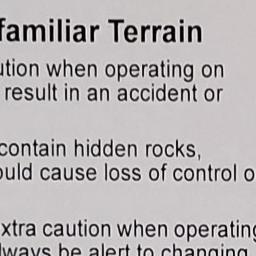 familiar Terrain
ution when operating on
result in an accident or
contain hidden rocks,
ould cause loss of control o
xtra caution when operating
lways be alert to changing